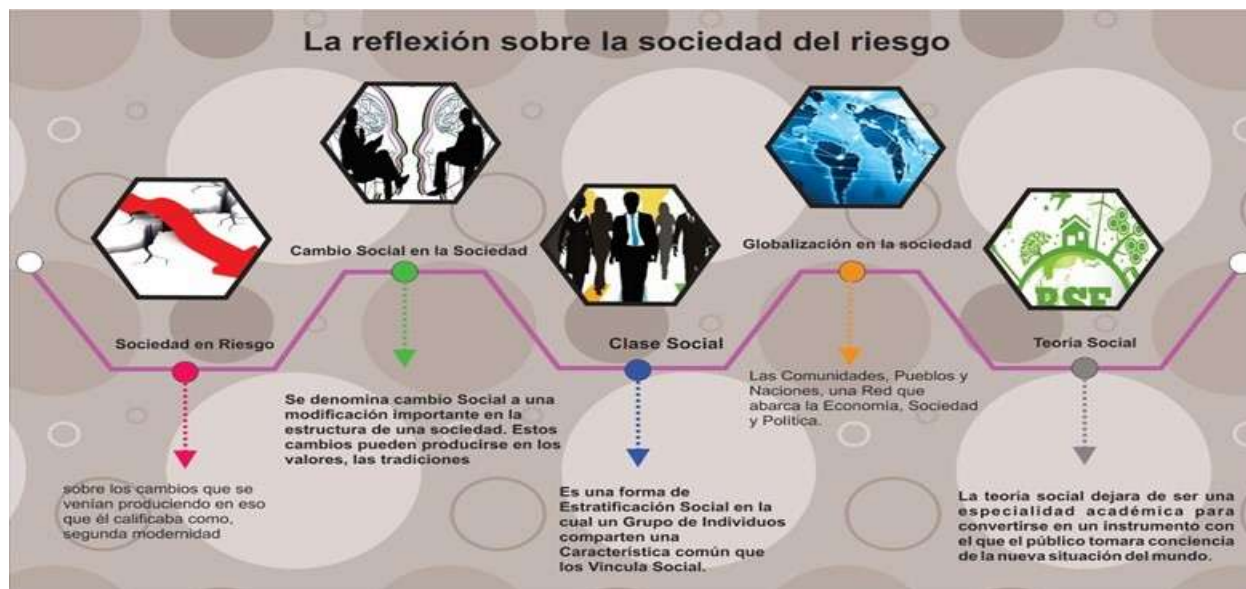 La reflexión sobre la sociedad del riesgo
Sociedad en Riesgo
sobre los cambios que se
venían produciendo en eso
que él calificaba como,
segunda modernidad
Cambio Social en la Sociedad
Se denomina cambio Social a una
modificación importante en la
estructura de una sociedad. Estos
cambios pueden producirse en los
valores, las tradiciones
Clase Social
Es una forma de
Estratificación Social en la
cual un Grupo de Individuos
comparten una
Característica común que
los Vincula Social.
Globalización en la sociedad
Las Comunidades, Pueblos y
Naciones, una Red que
abarca la Economía, Sociedad
y Política.
RSE
Teoría Social
La teoría social dejara de ser una
especialidad académica para
convertirse en un instrumento con
el que el público tomara conciencia
de la nueva situación del mundo.